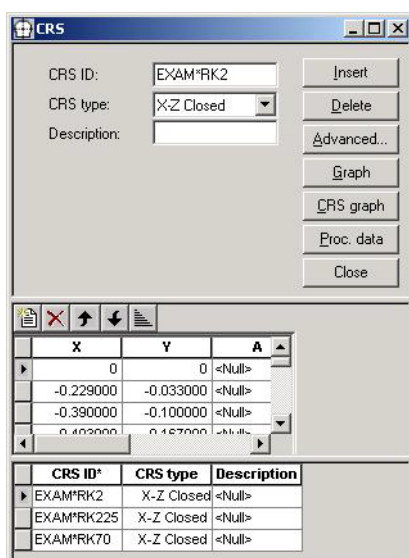 CRS
CRS ID: EXAM*RK2 Insert
CRS type: X-Z Closed Delete
Description: Advanced...
Graph
CRS graph
Proc. data
Close
X Y A
0 0 <Null>
-0.229000 -0.033000 <Null>
-0.390000 -0.100000 <Null>
CRS ID* CRS type Description
EXAM*RK2 X-Z Closed <Null>
EXAM*RK225 X-Z Closed <Null>
EXAM*RK70 X-Z Closed <Null>